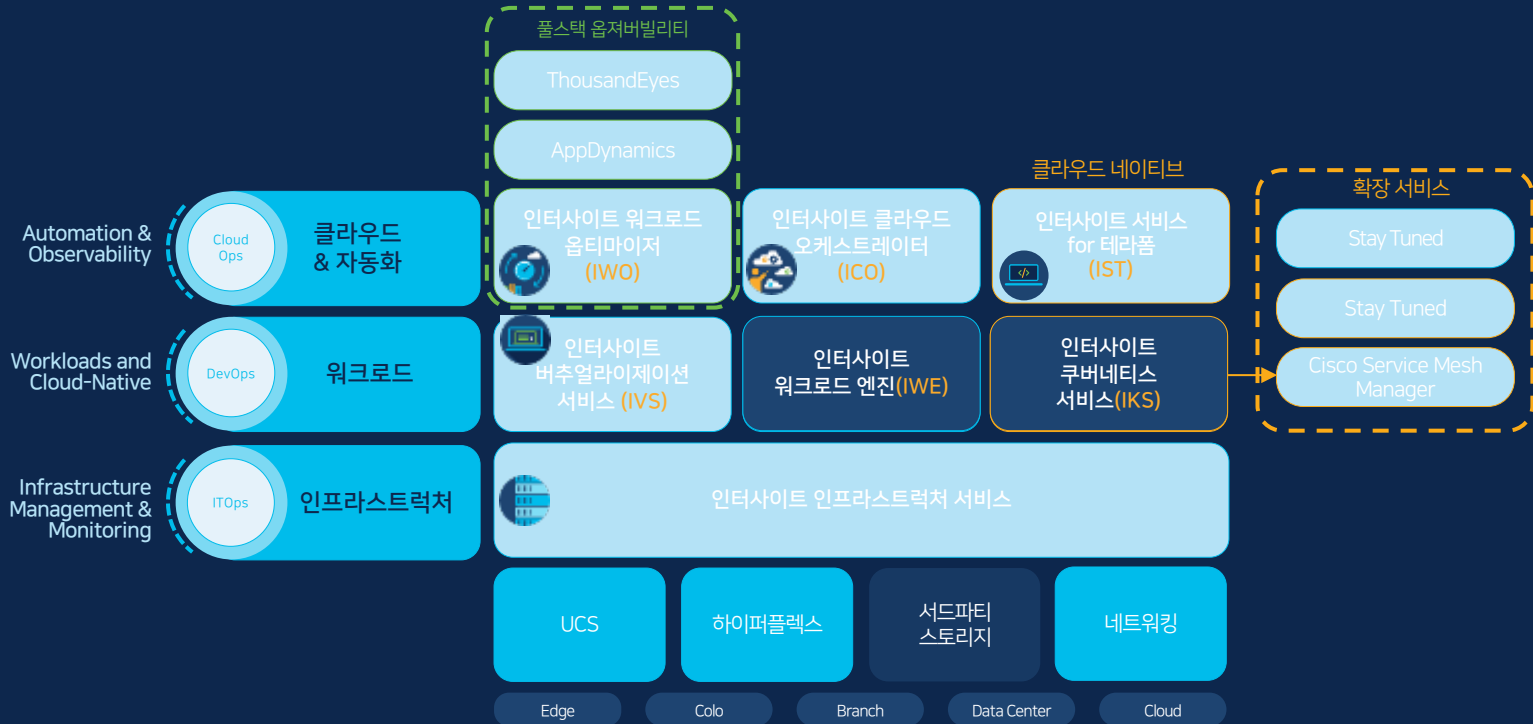 풀스택 옵져버빌리티
ThousandEyes
AppDynamics
클라우드 네이티브
확장 서비스
Automation &
Observability
Cloud
Ops
클라우드
& 자동화
인터사이트 워크로드
옵티마이저
(IWO)
인터사이트 클라우드
오케스트레이터
(ICO)
인터사이트 서비스
for 테라폼
(IST)
Stay Tuned
Stay Tuned
Cisco Service Mesh
Manager
Workloads and
Cloud-Native
DevOps
워크로드
인터사이트
버추얼라이제이션
서비스 (IVS)
인터사이트
워크로드 엔진(IWE)
인터사이트
쿠버네티스
서비스(IKS)
Infrastructure
Management &
Monitoring
ITOps
인프라스트럭처
인터사이트 인프라스트럭처 서비스
UCS
하이퍼플렉스
서드파티
스토리지
네트워킹
Edge
Colo
Branch
Data Center
Cloud